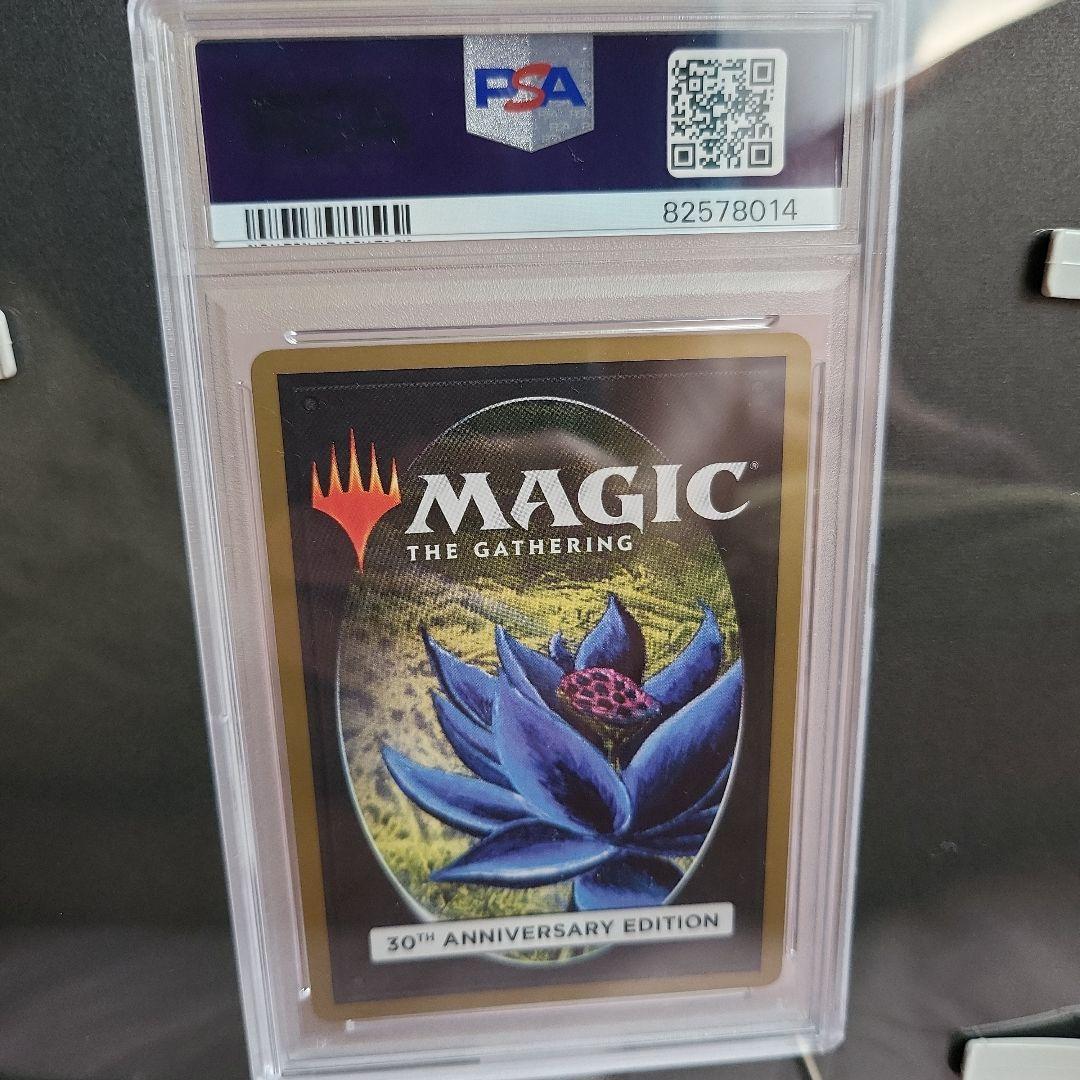 PSA
82578014
MAGIC®
THE GATHERING
30TH ANNIVERSARY EDITION